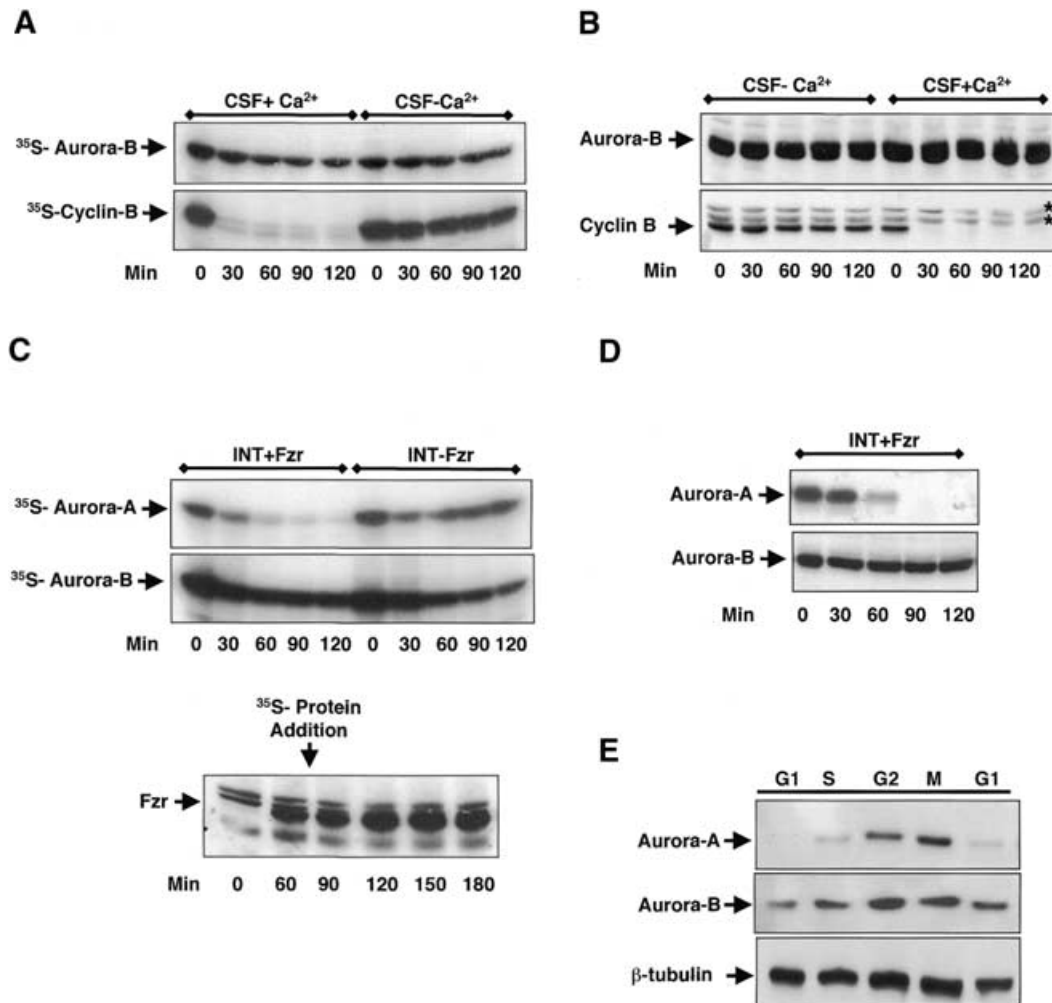 A
CSF+ Ca²⁺ CSF-Ca²⁺
³⁵S- Aurora-B
³⁵S-Cyclin-B
Min 0 30 60 90 120 0 30 60 90 120
B
CSF- Ca²⁺ CSF+Ca²⁺
Aurora-B
Cyclin B
*
*
0 30 60 90 120 0 30 60 90 120
C
INT+Fzr INT-Fzr
³⁵S- Aurora-A
³⁵S- Aurora-B
Min 0 30 60 90 120 0 30 60 90 120
³⁵S- Protein
Addition
Fzr
Min 0 60 90 120 150 180
D
INT+Fzr
Aurora-A
Aurora-B
Min 0 30 60 90 120
E
G1 S G2 M G1
Aurora-A
Aurora-B
β-tubulin